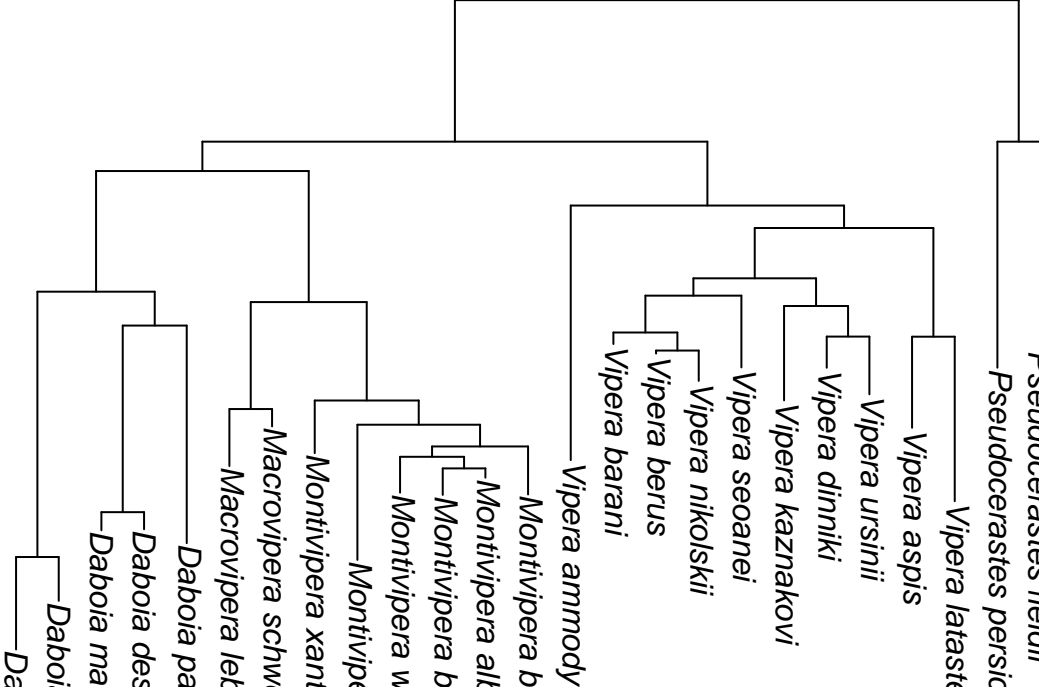 Da
Daboia
Daboia ma
Daboia des
Daboia pa
Macrovipera leb
Macrovipera schw
Montivipera xant
Montivipe
Montivipera w
Montivipera b
Montivipera alb
Montivipera b
Vipera ammody
Vipera barani
Vipera berus
Vipera nikolskii
Vipera seoanei
Vipera kaznakovi
Vipera dinniki
Vipera ursinii
Vipera aspis
Vipera lataste
Pseudocerastes persic